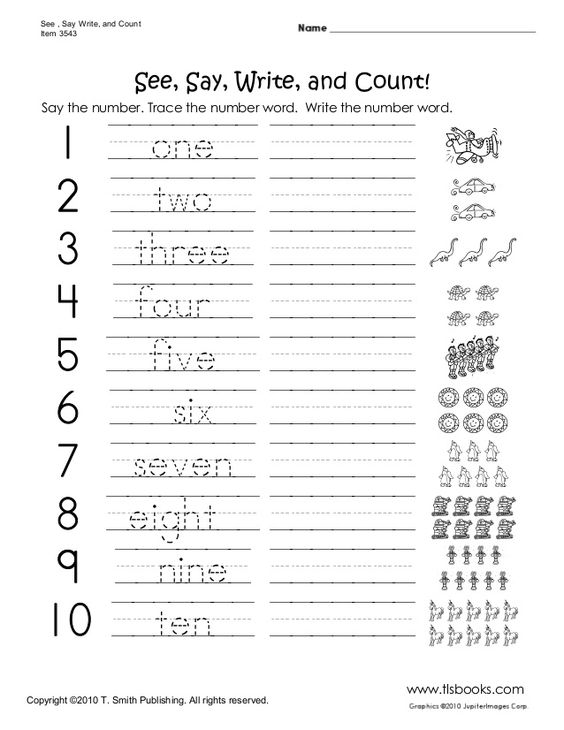 See , Say Write, and Count
Item 3543
Name
See, Say, Write, and Count!
Say the number. Trace the number word. Write the number word.
1 one
2 two
3 three
4 four
5 five
6 six
7 seven
8 eight
9 nine
10 ten
www.tlsbooks.com
Copyright ©2010 T. Smith Publishing. All rights reserved.
Graphics ©2010 JupiterImages Corp.